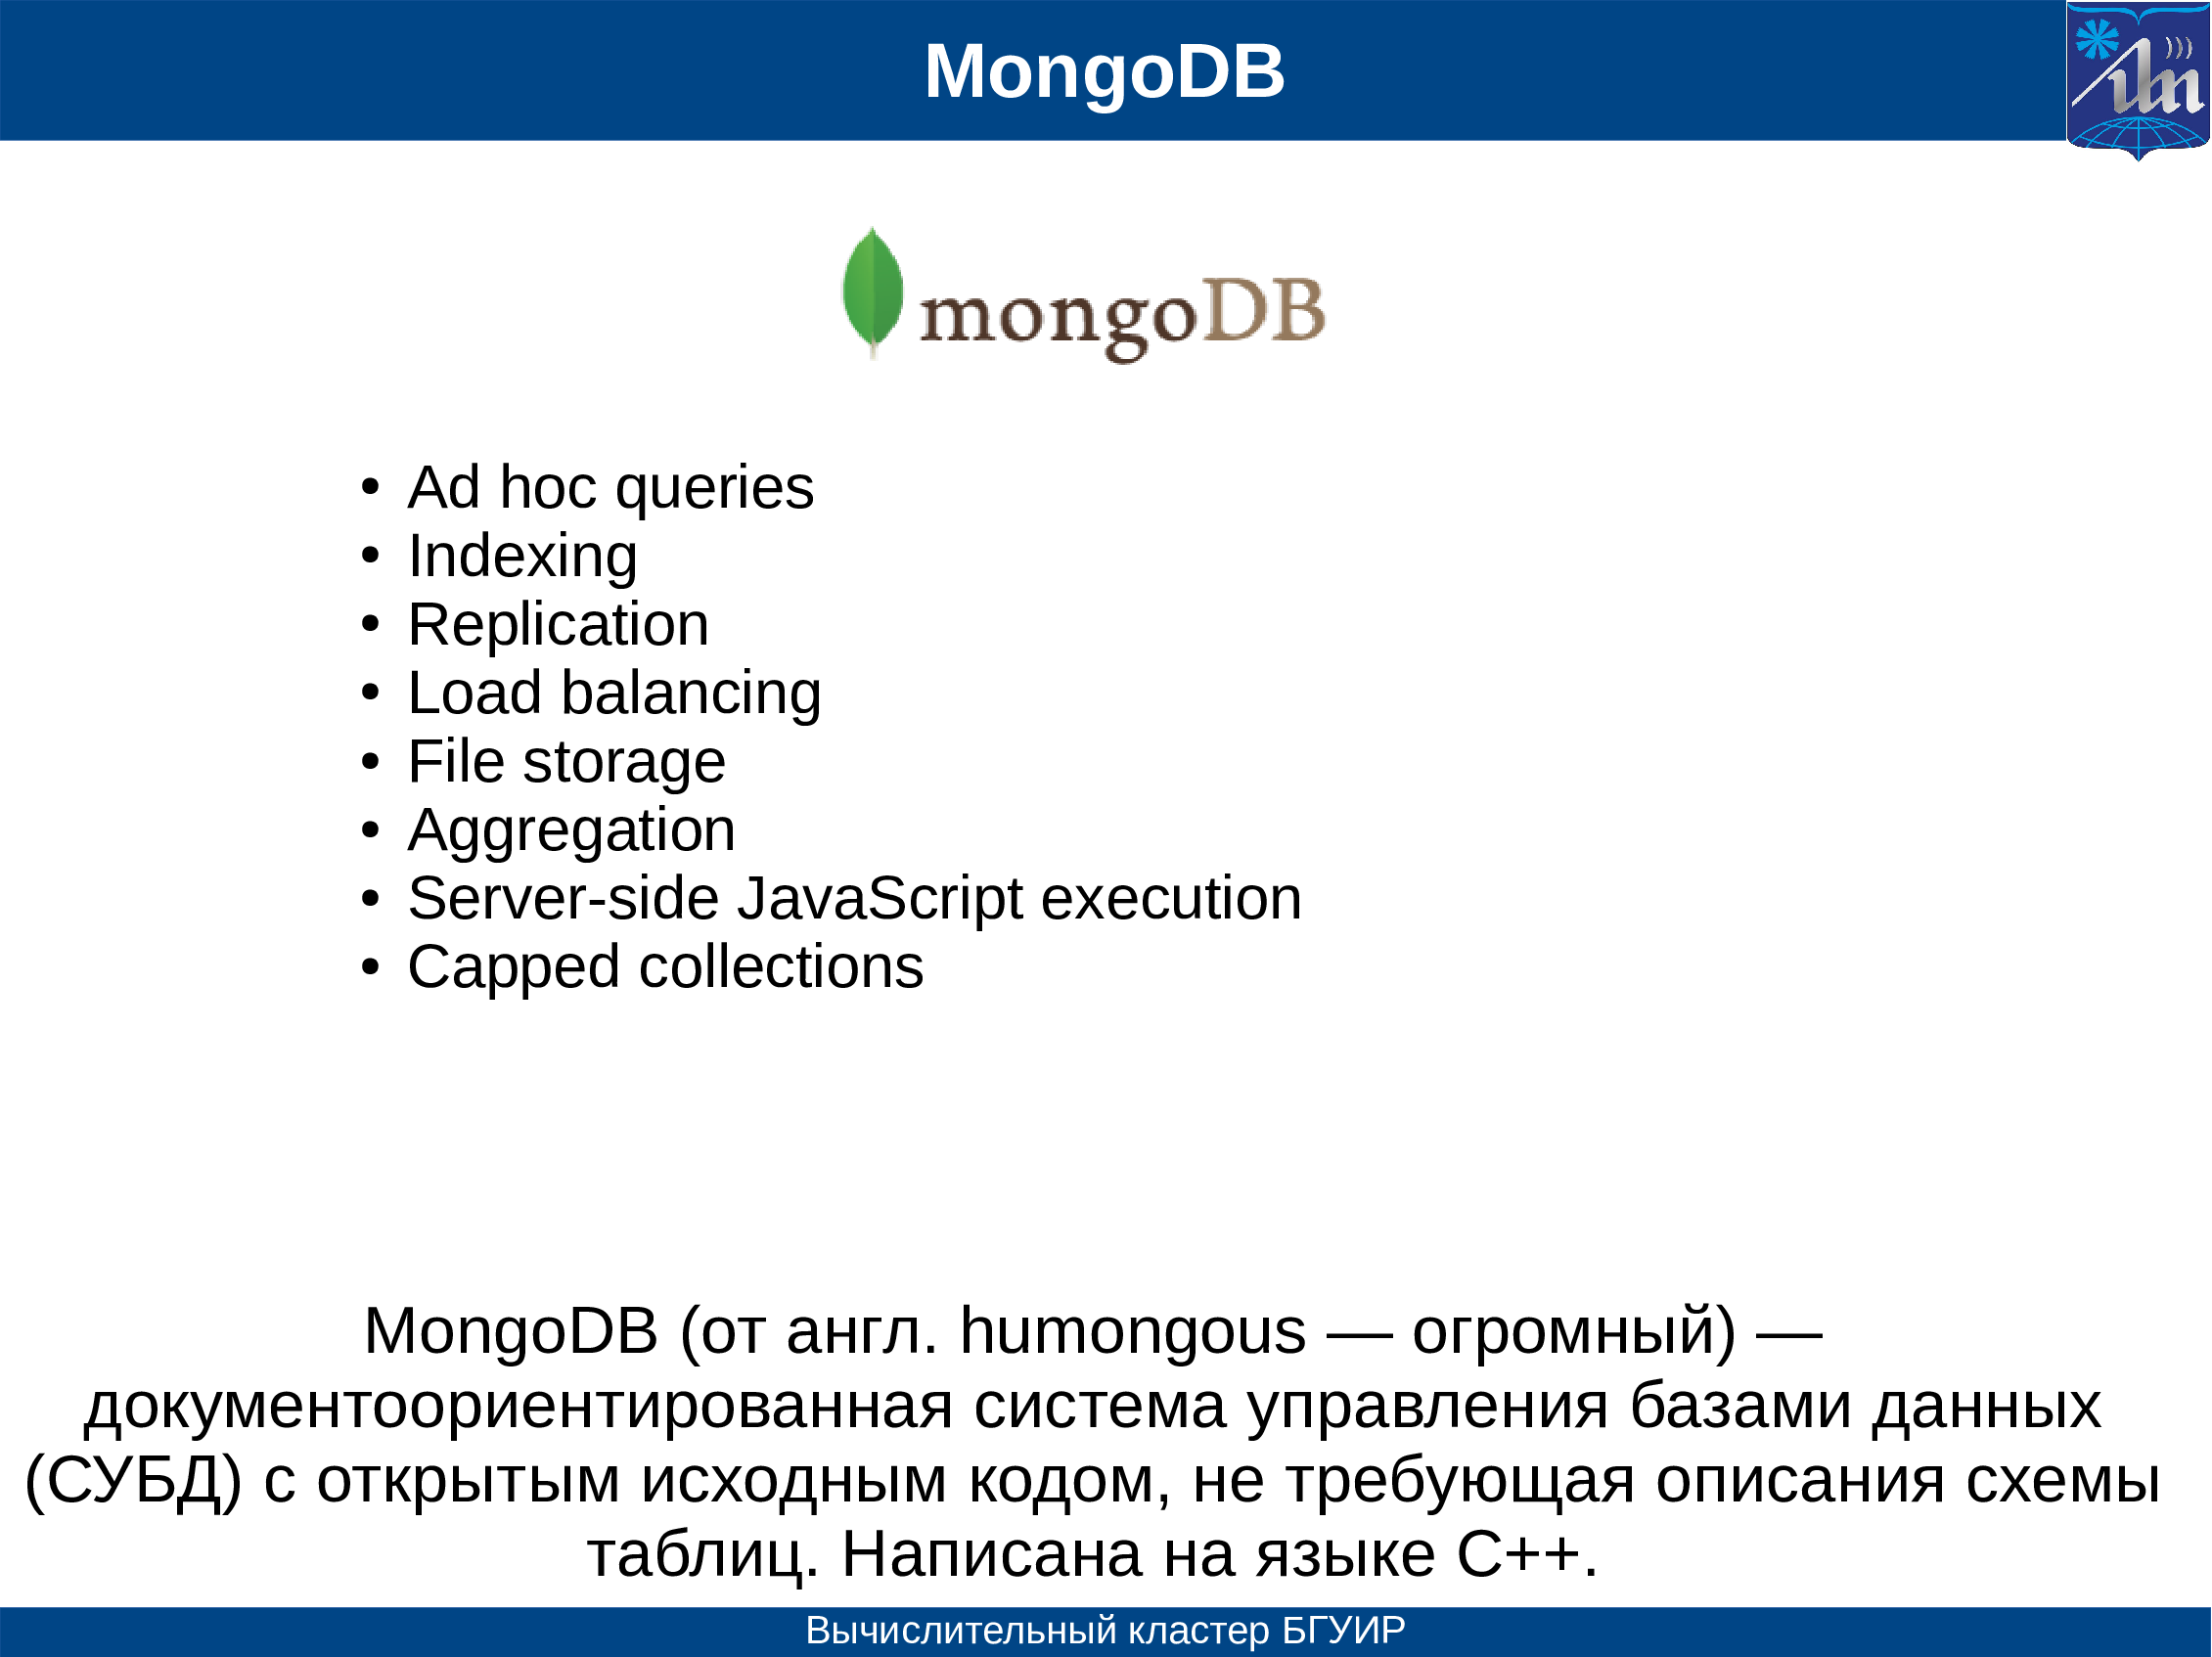 MongoDB
mongoDB
• Ad hoc queries
• Indexing
• Replication
• Load balancing
• File storage
• Aggregation
• Server-side JavaScript execution
• Capped collections
MongoDB (от англ. humongous — огромный) —
документоориентированная система управления базами данных
(СУБД) с открытым исходным кодом, не требующая описания схемы
таблиц. Написана на языке C++.
Вычислительный кластер БГУИР